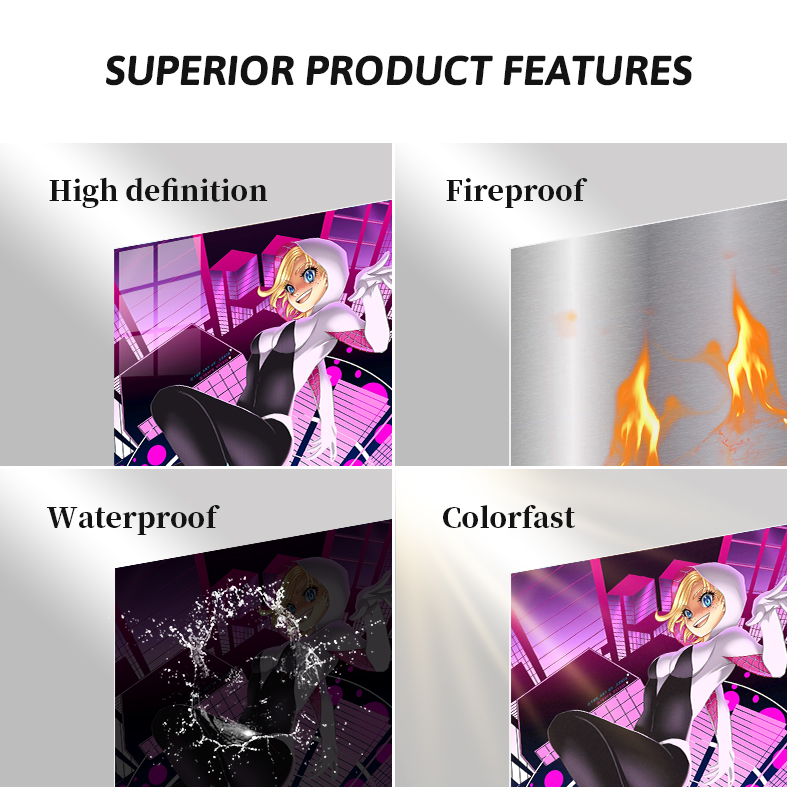 SUPERIOR PRODUCT FEATURES
High definition
Fireproof
Waterproof
Colorfast